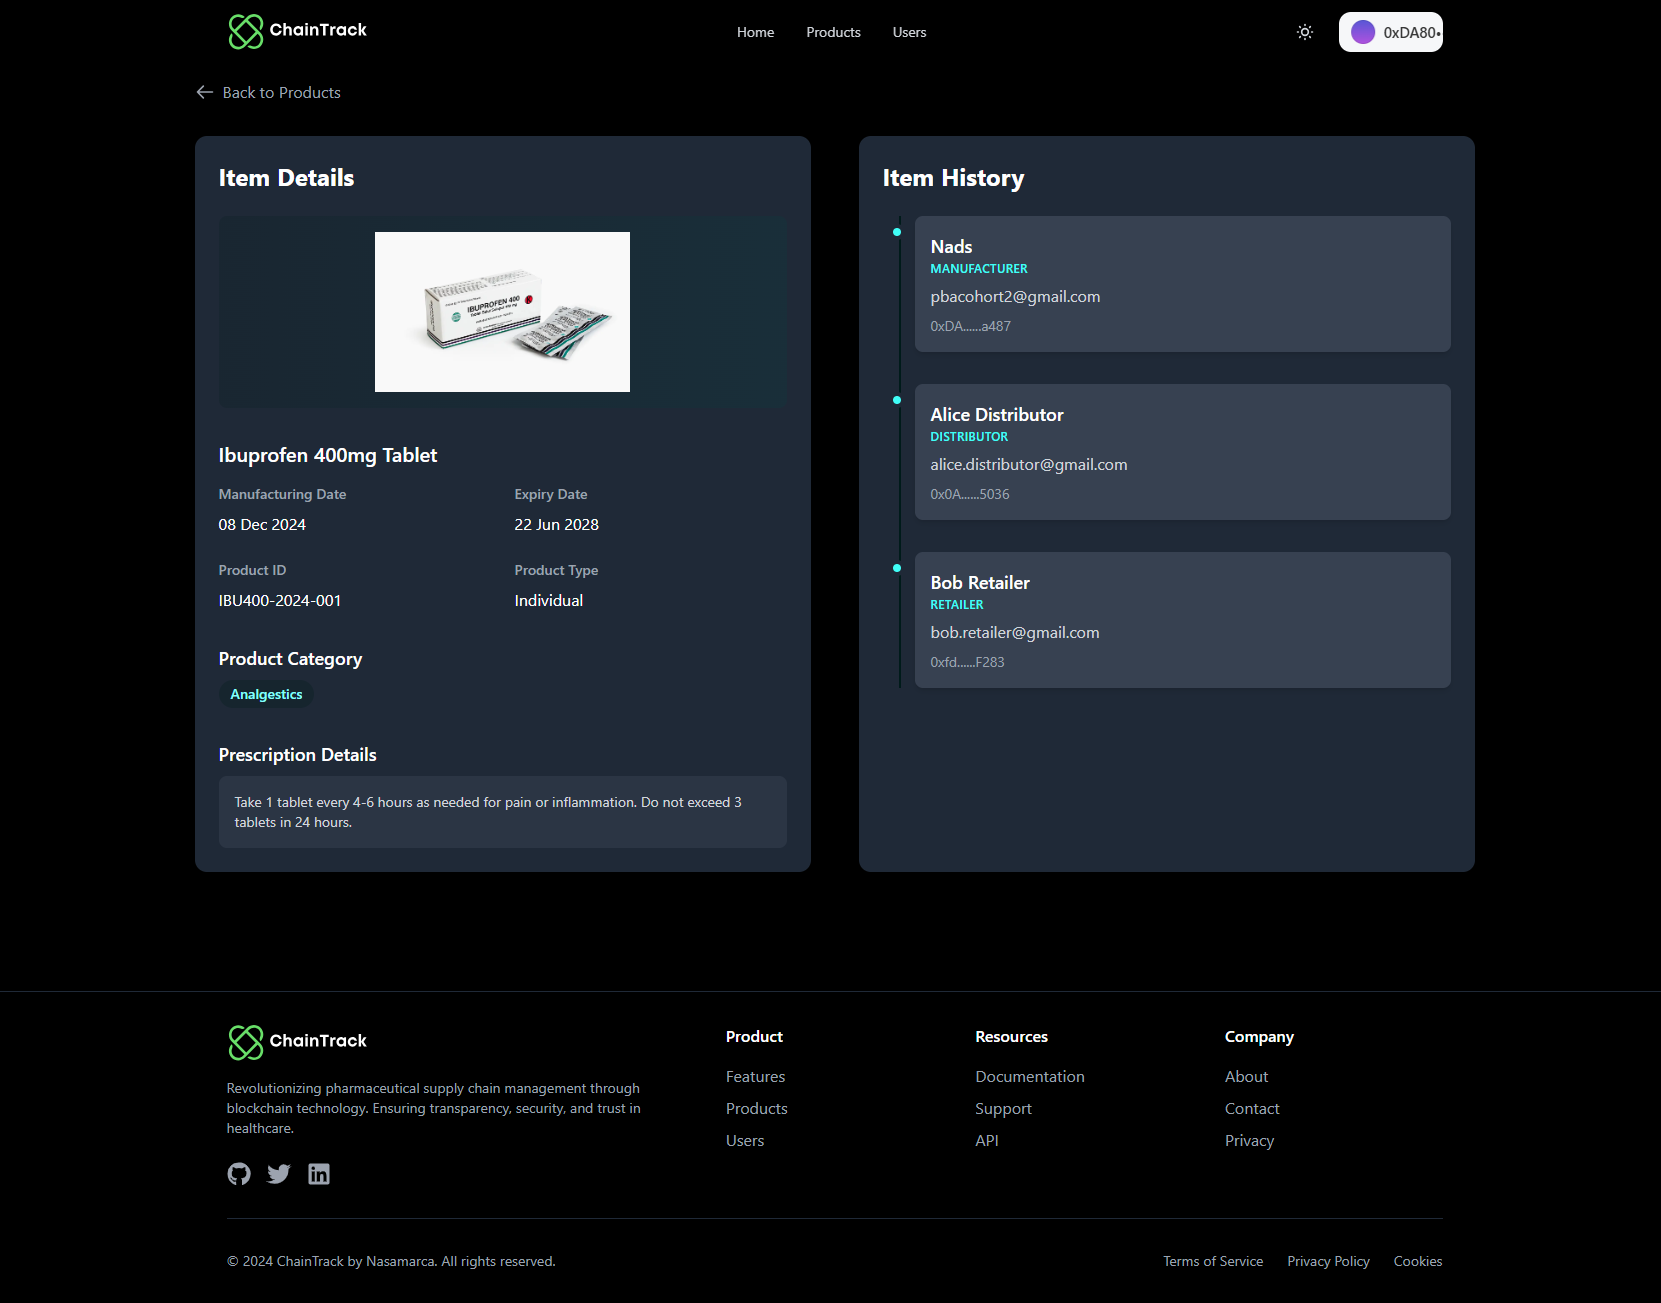 ChainTrack
Home
Products
Users
0xDA80•
Back to Products
Item Details
IBUPROFEN 400
Ibuprofen 400mg Tablet
Manufacturing Date
08 Dec 2024
Expiry Date
22 Jun 2028
Product ID
IBU400-2024-001
Product Type
Individual
Product Category
Analgestics
Prescription Details
Take 1 tablet every 4-6 hours as needed for pain or inflammation. Do not exceed 3
tablets in 24 hours.
Item History
Nads
MANUFACTURER
pbacohort2@gmail.com
0xDA......a487
Alice Distributor
DISTRIBUTOR
alice.distributor@gmail.com
0x0A......5036
Bob Retailer
RETAILER
bob.retailer@gmail.com
0xfd......F283
ChainTrack
Revolutionizing pharmaceutical supply chain management through
blockchain technology. Ensuring transparency, security, and trust in
healthcare.
Product
Features
Products
Users
Resources
Documentation
Support
API
Company
About
Contact
Privacy
© 2024 ChainTrack by Nasamarca. All rights reserved.
Terms of Service
Privacy Policy
Cookies